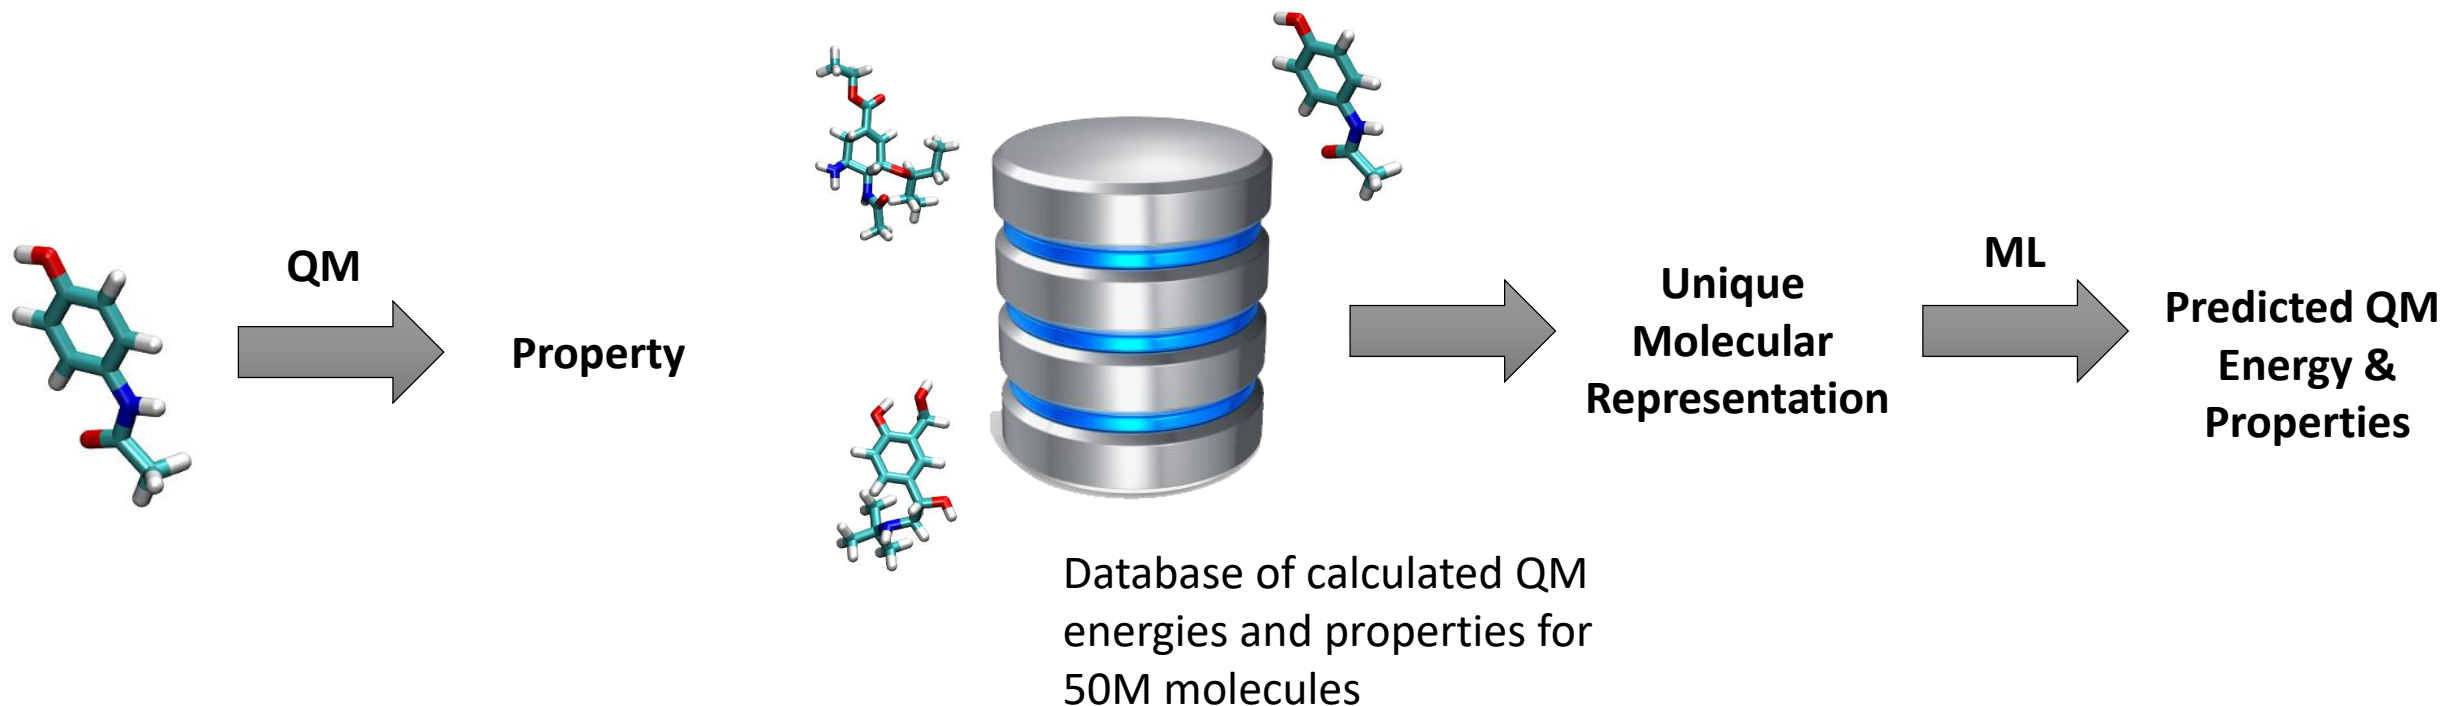 QM
Property
Database of calculated QM
energies and properties for
50M molecules
Unique
Molecular
Representation
ML
Predicted QM
Energy &
Properties